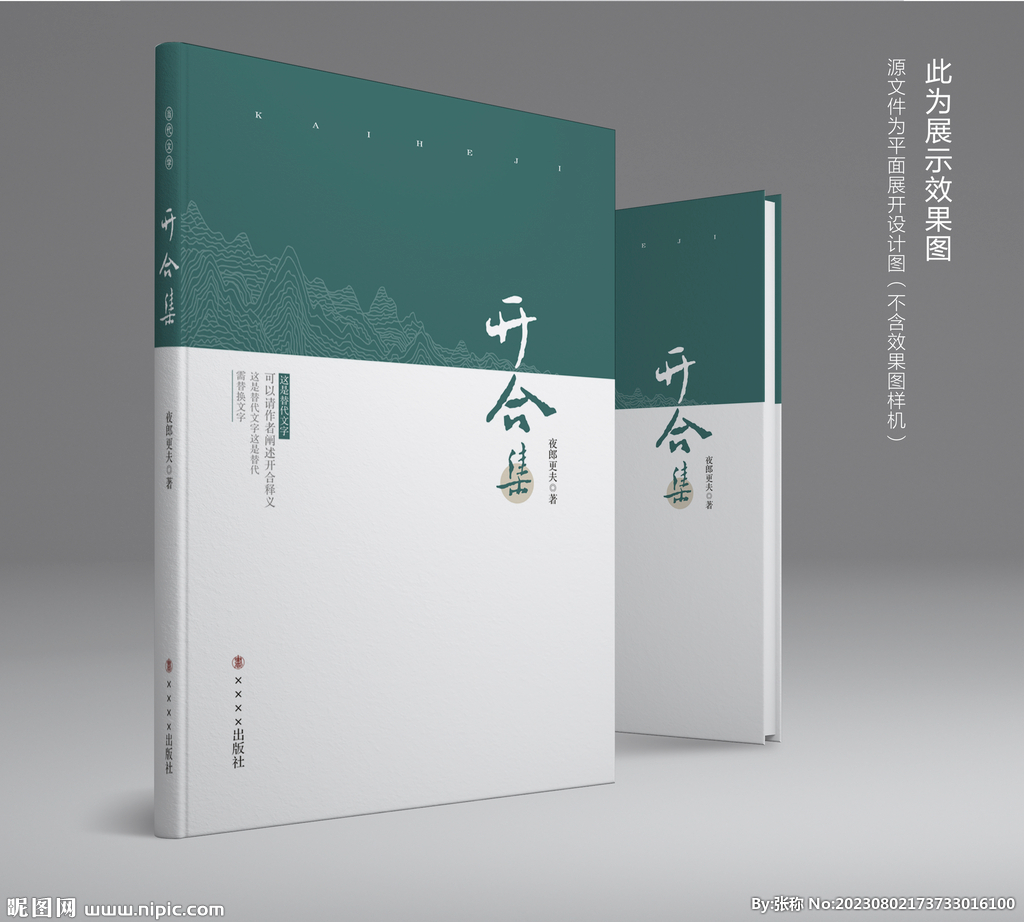 此为展示效果图
源文件为平面展开设计图（不含效果图样机）
当代文学
开合集
夜郎更夫◎著
××××出版社
KAIHEJI
开合集
夜郎更夫◎著
这是替代文字
可以请作者阐述开合释义
这是替代文字这是替代
需替换文字
××××出版社
EJI
开合集
夜郎更夫◎著
昵图网 www.nipic.com
By:张称 No:20230802173733016100